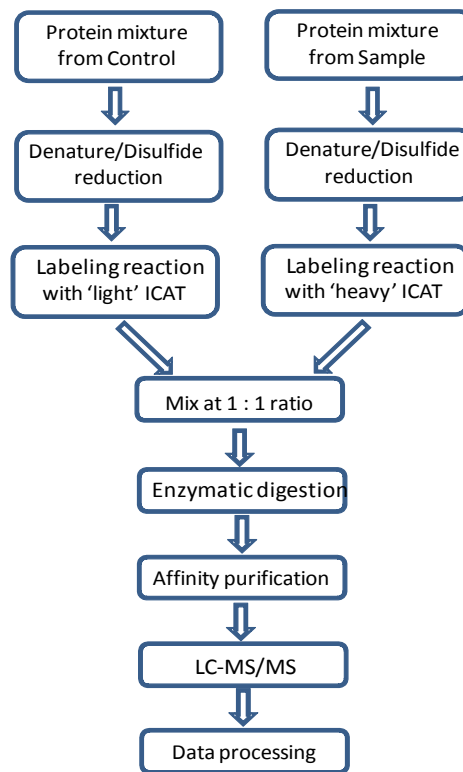 Protein mixture
from Control
Protein mixture
from Sample
Denature/Disulfide
reduction
Denature/Disulfide
reduction
Labeling reaction
with ‘light’ ICAT
Labeling reaction
with ‘heavy’ ICAT
Mix at 1 : 1 ratio
Enzymatic digestion
Affinity purification
LC-MS/MS
Data processing